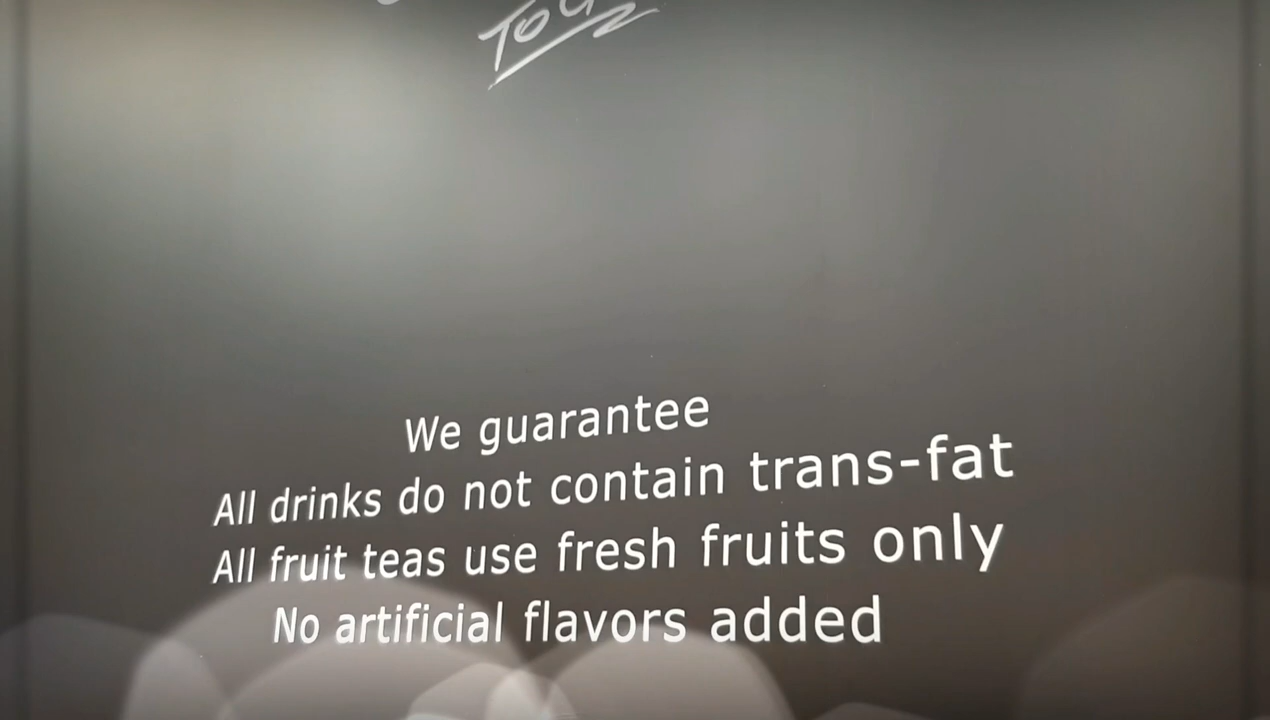 We guarantee
All drinks do not contain trans-fat
All fruit teas use fresh fruits only
No artificial flavors added